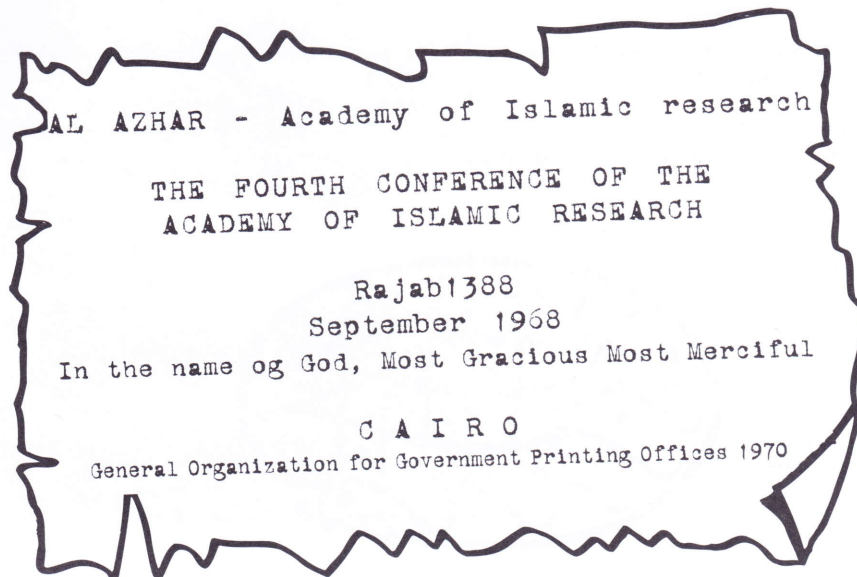 AL AZHAR - Academy of Islamic research
THE FOURTH CONFERENCE OF THE
ACADEMY OF ISLAMIC RESEARCH
Rajab1388
September 1968
In the name og God, Most Gracious Most Merciful
C A I R O
General Organization for Government Printing Offices 1970